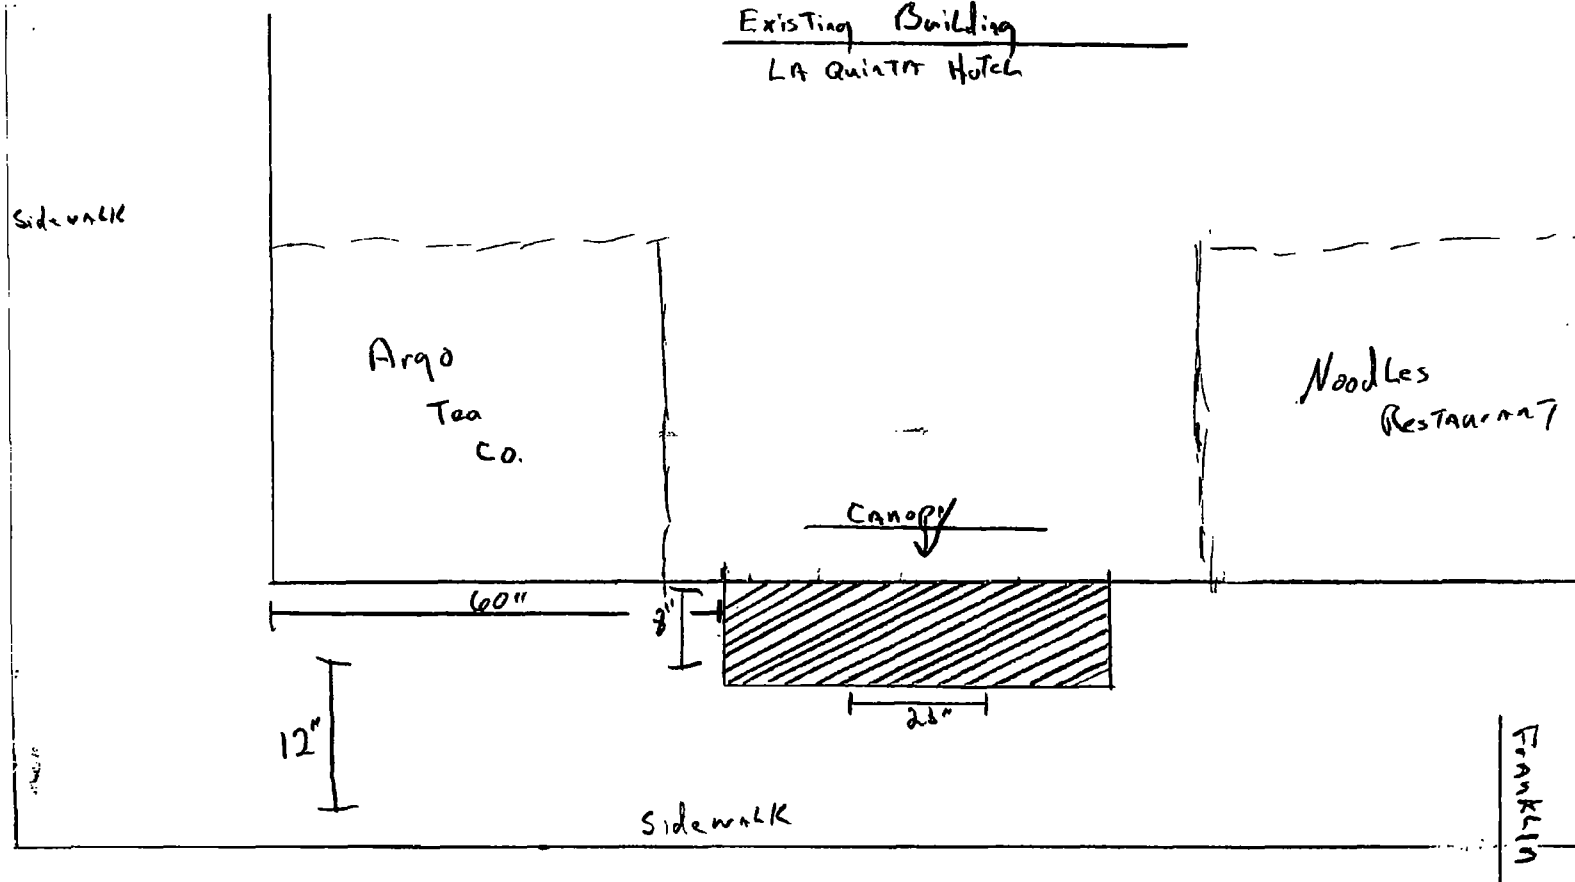 Existing Building
LA QuinTA HoteL
SidewALK
Argo
Tea
Co.
NoodLes
ResTAurAnT
CAnopy
60"
8"
12"
SidewALK
FrAnKLin